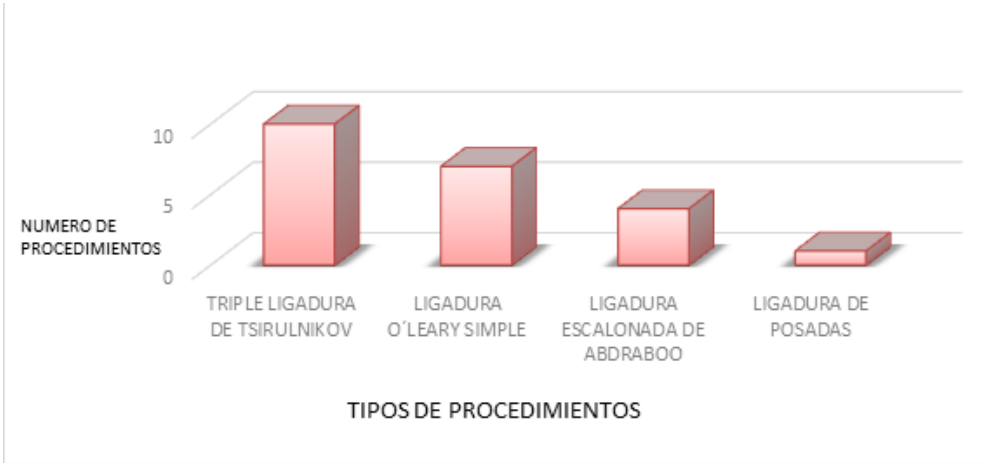 10
5
NUMERO DE
PROCEDIMIENTOS
0
TRIPLE LIGADURA
DE TSIRULNIKOV
LIGADURA
O´LEARY SIMPLE
LIGADURA
ESCALONADA DE
ABDRABOO
LIGADURA DE
POSADAS
TIPOS DE PROCEDIMIENTOS